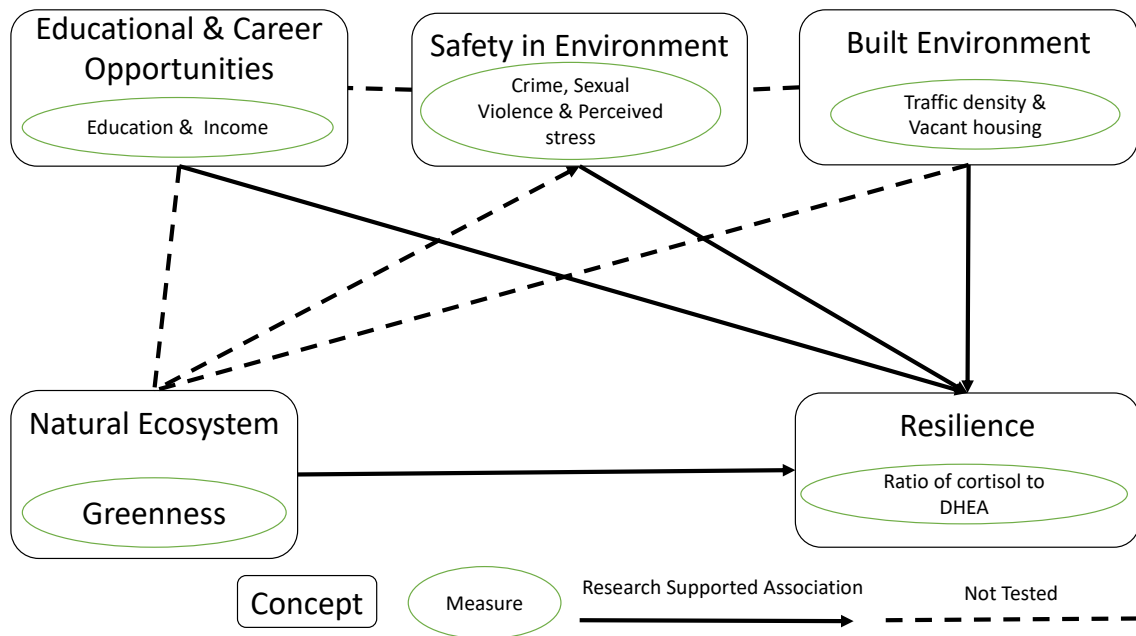 Educational & Career
Opportunities
Education &  Income
Safety in Environment
Crime, Sexual
Violence & Perceived
stress
Built Environment
Traffic density &
Vacant housing
Natural Ecosystem
Greenness
Resilience
Ratio of cortisol to
DHEA
Concept
Measure
Research Supported Association
Not Tested